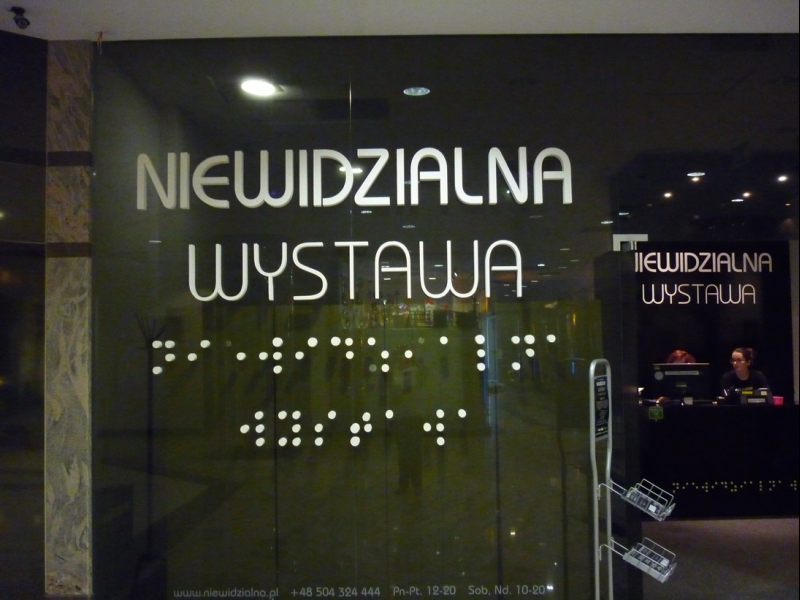 NIEWIDZIALNA
WYSTAWA
⠝⠊⠑⠺⠊⠙⠵⠊⠁⠇⠝⠁
⠺⠽⠎⠞⠁⠺⠁
www.niewidzialna.pl +48 504 324 444 Pn-Pt. 12-20 Sob, Nd. 10-20
NIEWIDZIALNA
WYSTAWA